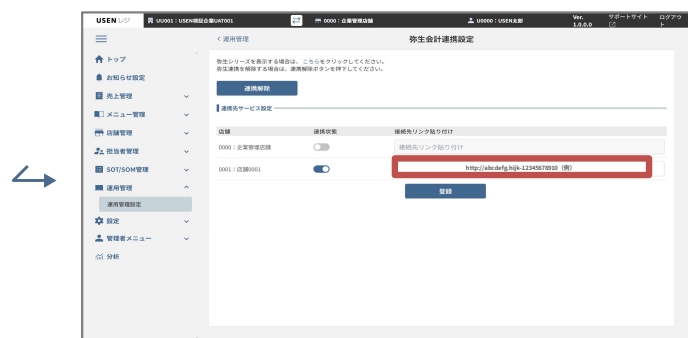 USEN レジ
UU001：USEN検証企業UAT001
0000：企業管理店舗
U0000：USEN太郎
Ver. 1.0.0.0
サポートサイト
ログアウト
トップ
お知らせ設定
売上管理
メニュー管理
店舗管理
担当者管理
SOT/SOM管理
運用管理
運用管理設定
設定
管理者メニュー
分析
< 運用管理
弥生会計連携設定
弥生シリーズを表示する場合は、こちらをクリックしてください。
弥生連携を解除する場合は、連携解除ボタンを押下してください。
連携解除
連携先サービス設定
店舗 連携状態 接続先リンク貼り付け
0000：企業管理店舗 接続先リンク貼り付け
0001：店舗0001 http://abcdefg.hijk-12345678910（例）
登録